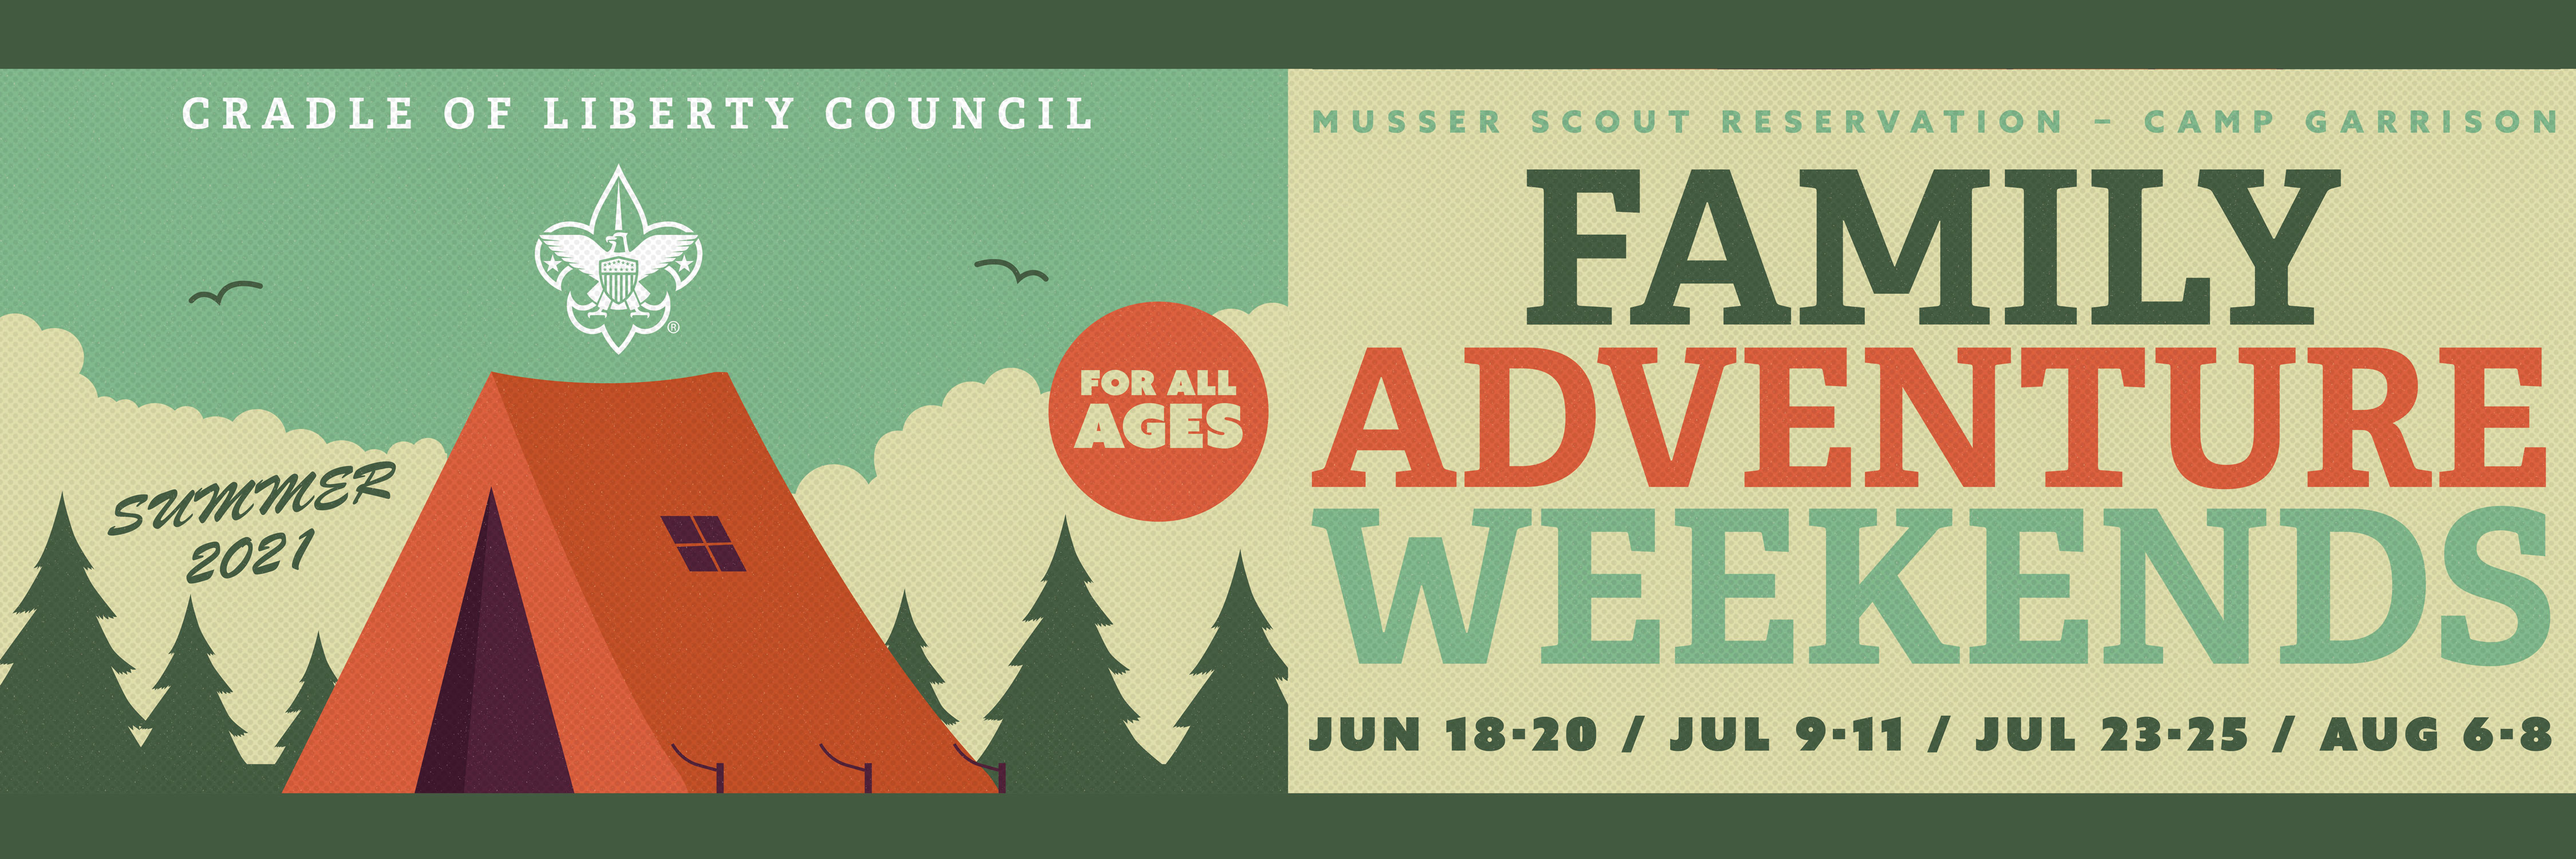 CRADLE OF LIBERTY COUNCIL
®
FOR ALL
AGES
SUMMER
2021
MUSSER SCOUT RESERVATION – CAMP GARRISON
FAMILY
ADVENTURE
WEEKENDS
JUN 18-20 / JUL 9-11 / JUL 23-25 / AUG 6-8